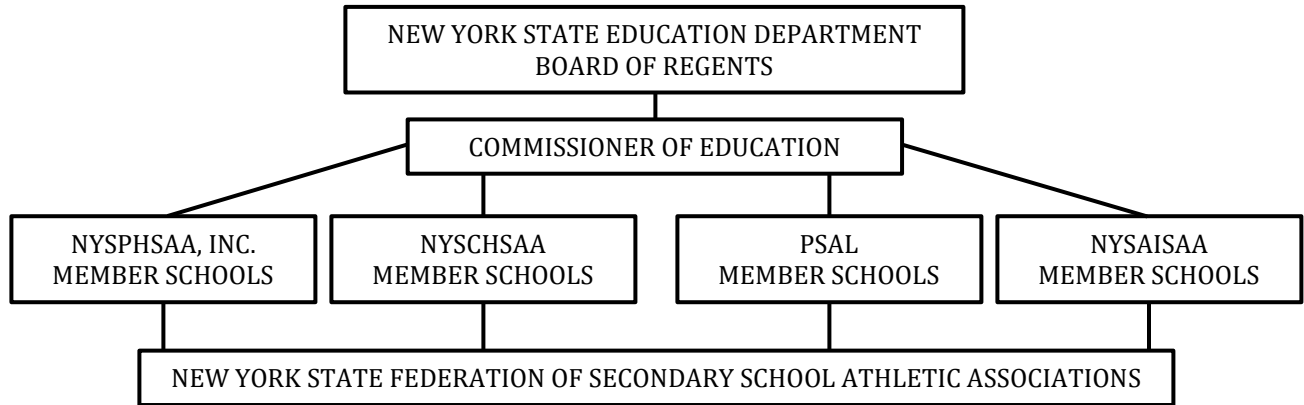 NEW YORK STATE EDUCATION DEPARTMENT
BOARD OF REGENTS
COMMISSIONER OF EDUCATION
NYSPHSAA, INC.
MEMBER SCHOOLS
NYSCHSAA
MEMBER SCHOOLS
PSAL
MEMBER SCHOOLS
NYSAISAA
MEMBER SCHOOLS
NEW YORK STATE FEDERATION OF SECONDARY SCHOOL ATHLETIC ASSOCIATIONS